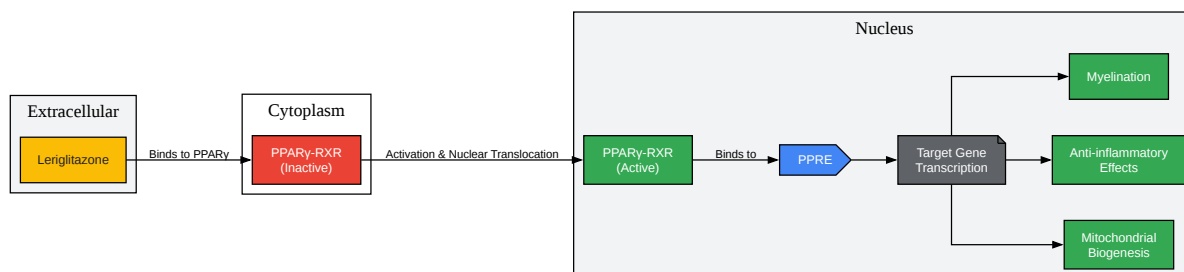 Nucleus
Extracellular
Cytoplasm
Leriglitazone
Binds to PPARγ
PPARγ-RXR
(Inactive)
Activation & Nuclear Translocation
PPARγ-RXR
(Active)
Binds to
PPRE
Target Gene
Transcription
Myelination
Anti-inflammatory
Effects
Mitochondrial
Biogenesis